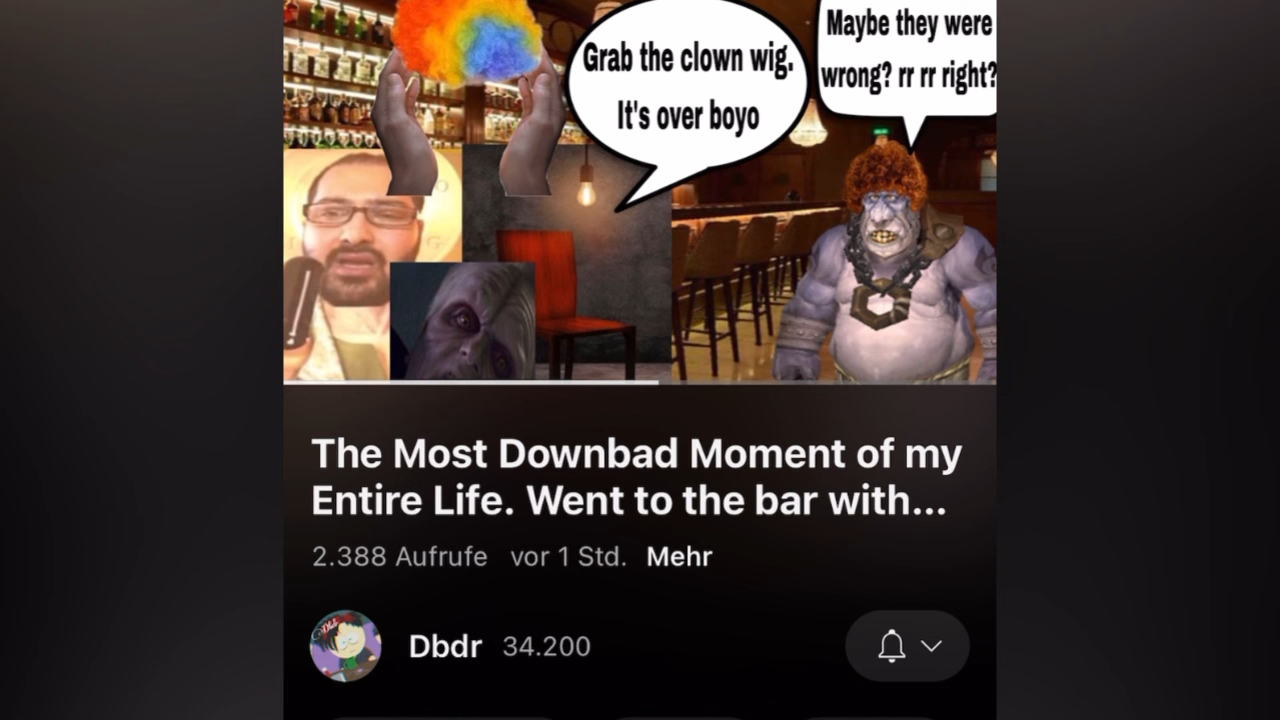 Grab the clown wig.
It's over boyo
Maybe they were
wrong? rr rr right?
The Most Downbad Moment of my
Entire Life. Went to the bar with...
2.388 Aufrufe vor 1 Std. Mehr
Dbdr 34.200